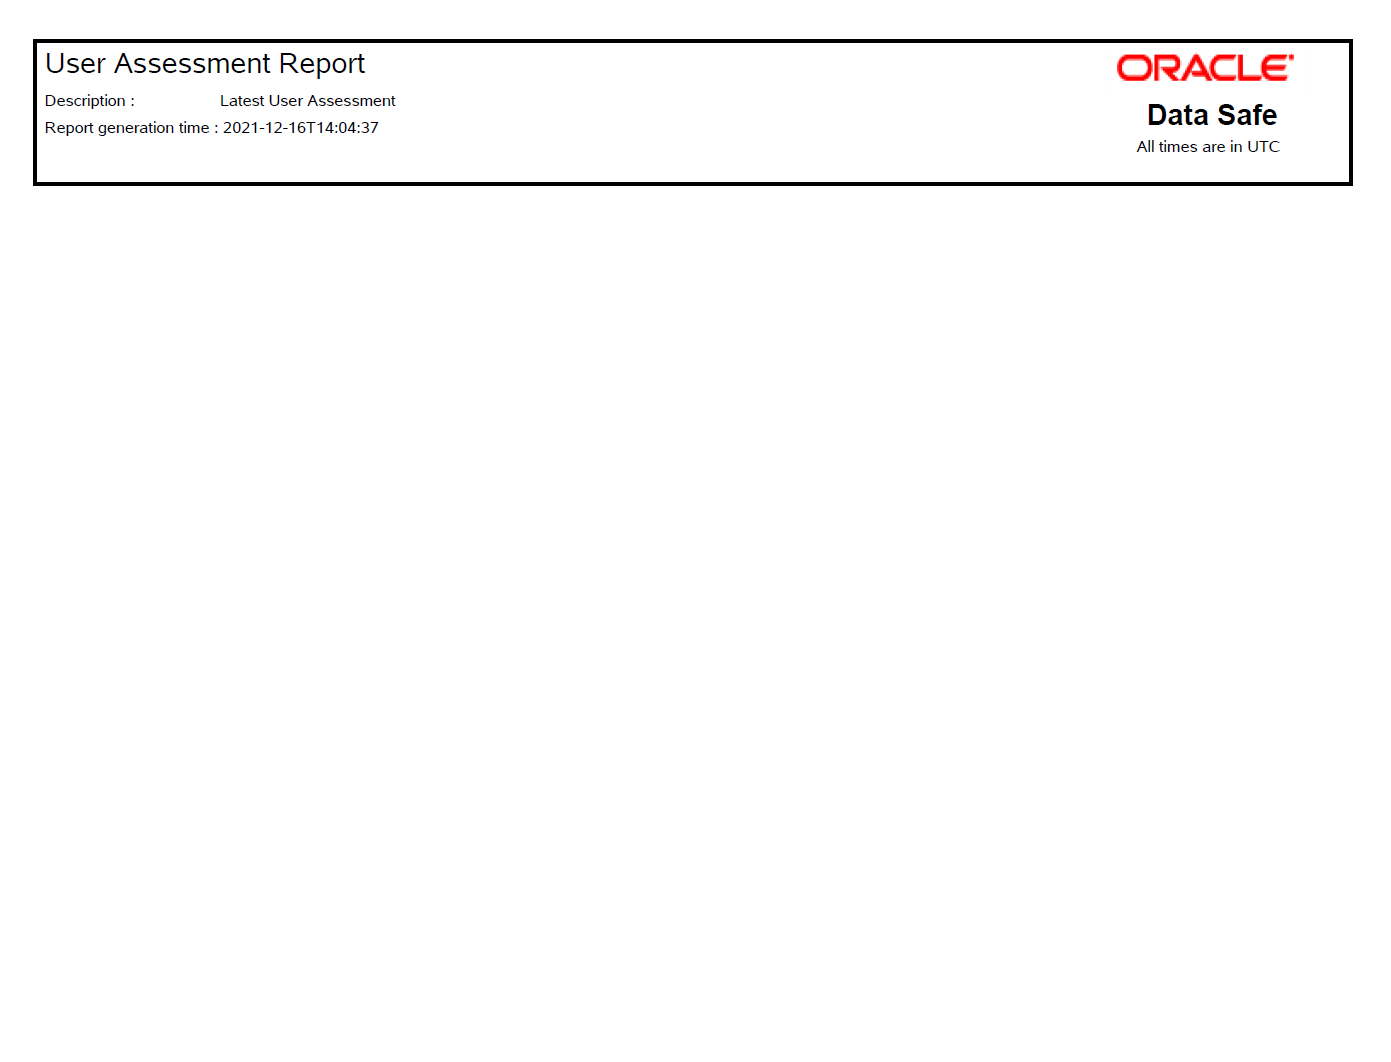 User Assessment Report
Description : Latest User Assessment
Report generation time : 2021-12-16T14:04:37
ORACLE
Data Safe
All times are in UTC